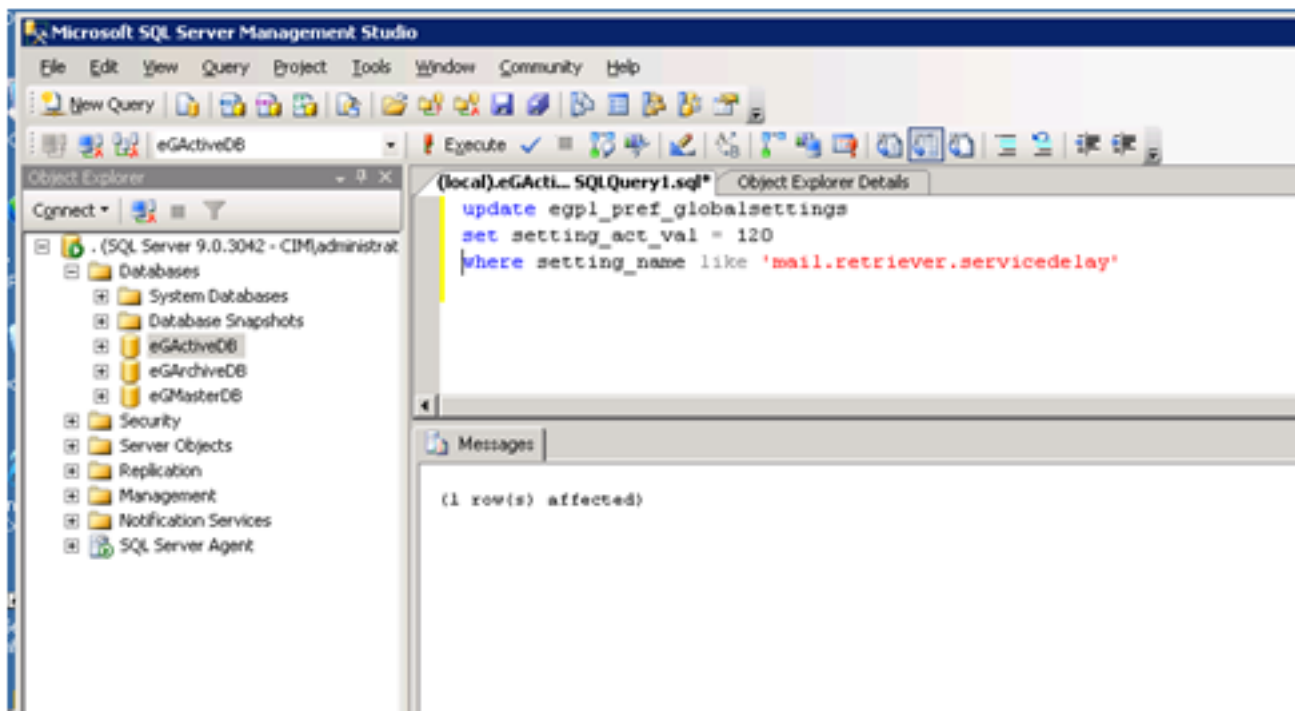 Microsoft SQL Server Management Studio
File Edit View Query Project Tools Window Community Help
New Query
eGActiveDB
Execute
Object Explorer
(local).eGActi... SQLQuery1.sql*
Object Explorer Details
Connect
update egpl_pref_globalsettings
set setting_act_val = 120
where setting_name like 'mail.retriever.servicedelay'
. (SQL Server 9.0.3042 - CIM\administrat
Databases
System Databases
Database Snapshots
eGActiveDB
eGArchiveDB
eGMasterDB
Security
Server Objects
Replication
Management
Notification Services
SQL Server Agent
Messages
(1 row(s) affected)